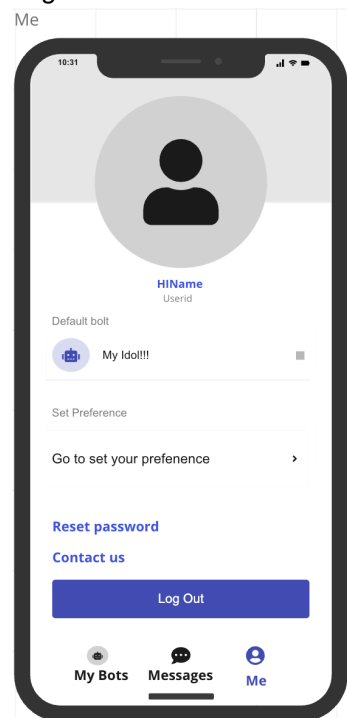 Me
10:31
HIName
Userid
Default bolt
My Idol!!!
Set Preference
Go to set your prefenence
Reset password
Contact us
Log Out
My Bots Messages Me